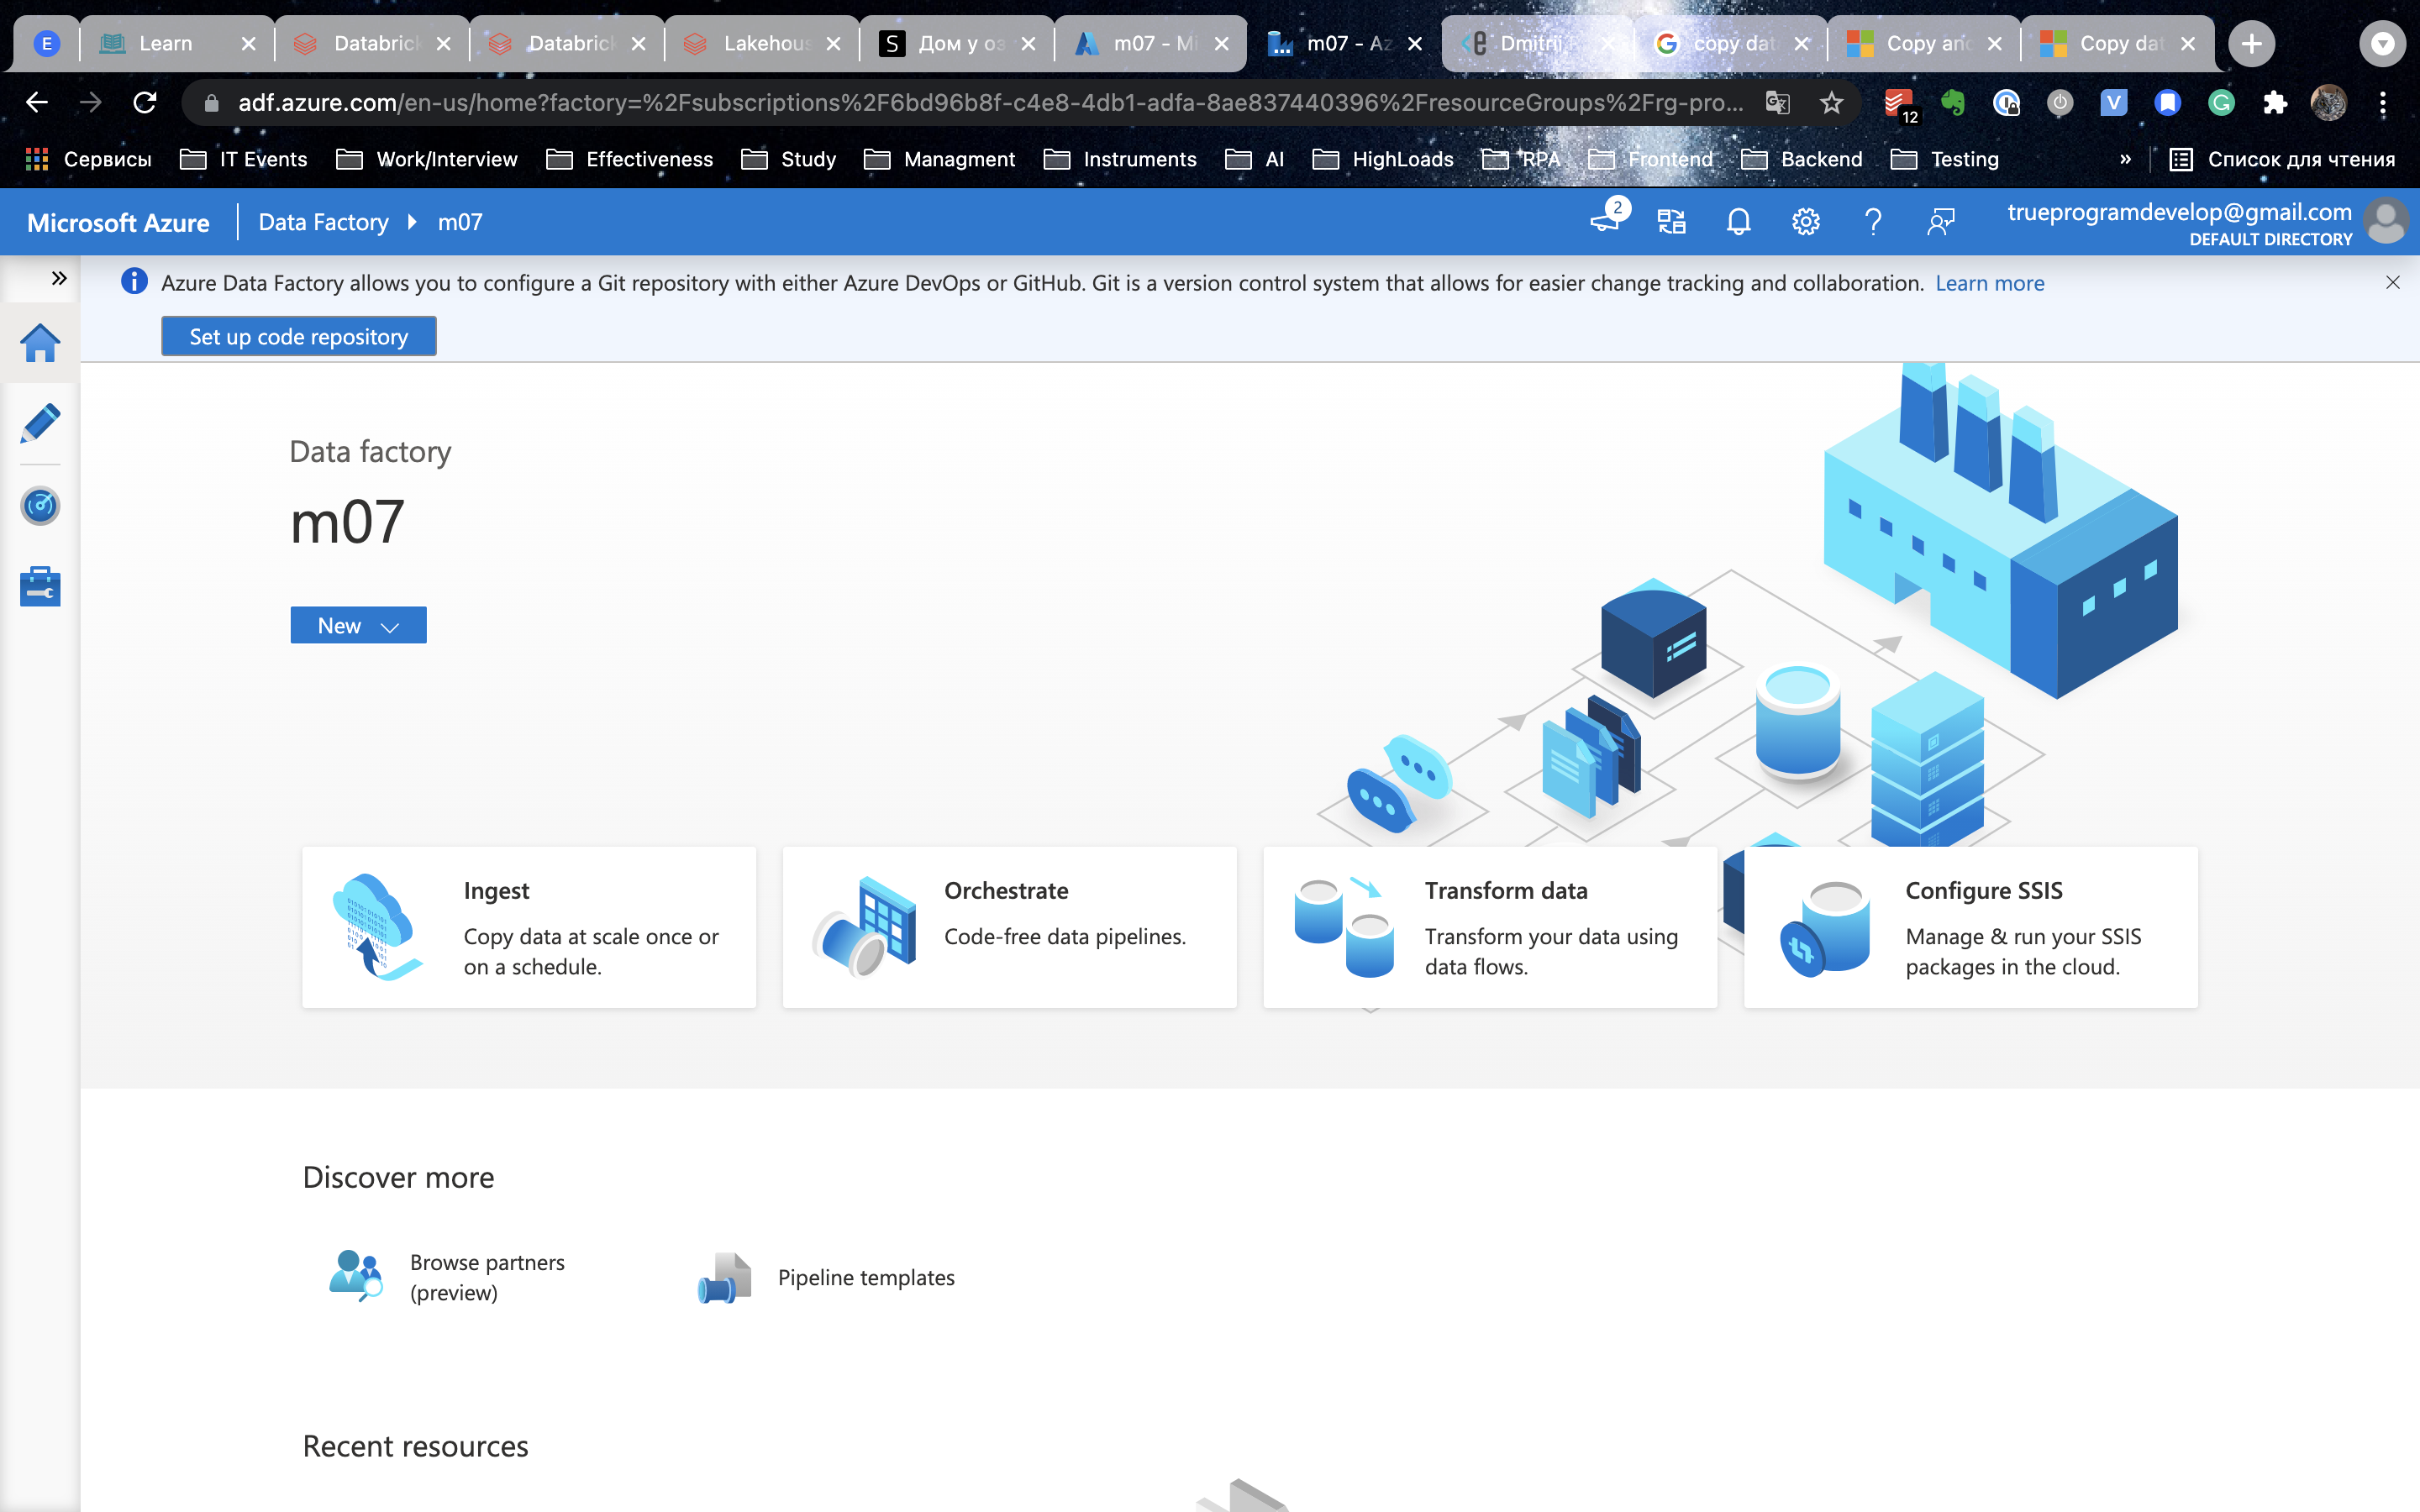 E
Learn
Databric
Databric
Lakehous
S
Дом у оз
m07 - Mi
m07 - Az
Dmitrij
copy dat
Copy and
Copy dat
adf.azure.com/en-us/home?factory=%2Fsubscriptions%2F6bd96b8f-c4e8-4db1-adfa-8ae837440396%2FresourceGroups%2Frg-pro...
12
V
Сервисы
IT Events
Work/Interview
Effectiveness
Study
Managment
Instruments
AI
HighLoads
RPA
Frontend
Backend
Testing
»
Список для чтения
Microsoft Azure
Data Factory
m07
2
trueprogramdevelop@gmail.com
DEFAULT DIRECTORY
Azure Data Factory allows you to configure a Git repository with either Azure DevOps or GitHub. Git is a version control system that allows for easier change tracking and collaboration. Learn more
Set up code repository
Data factory
m07
New
Ingest
Copy data at scale once or
on a schedule.
Orchestrate
Code-free data pipelines.
Transform data
Transform your data using
data flows.
Configure SSIS
Manage & run your SSIS
packages in the cloud.
Discover more
Browse partners
(preview)
Pipeline templates
Recent resources